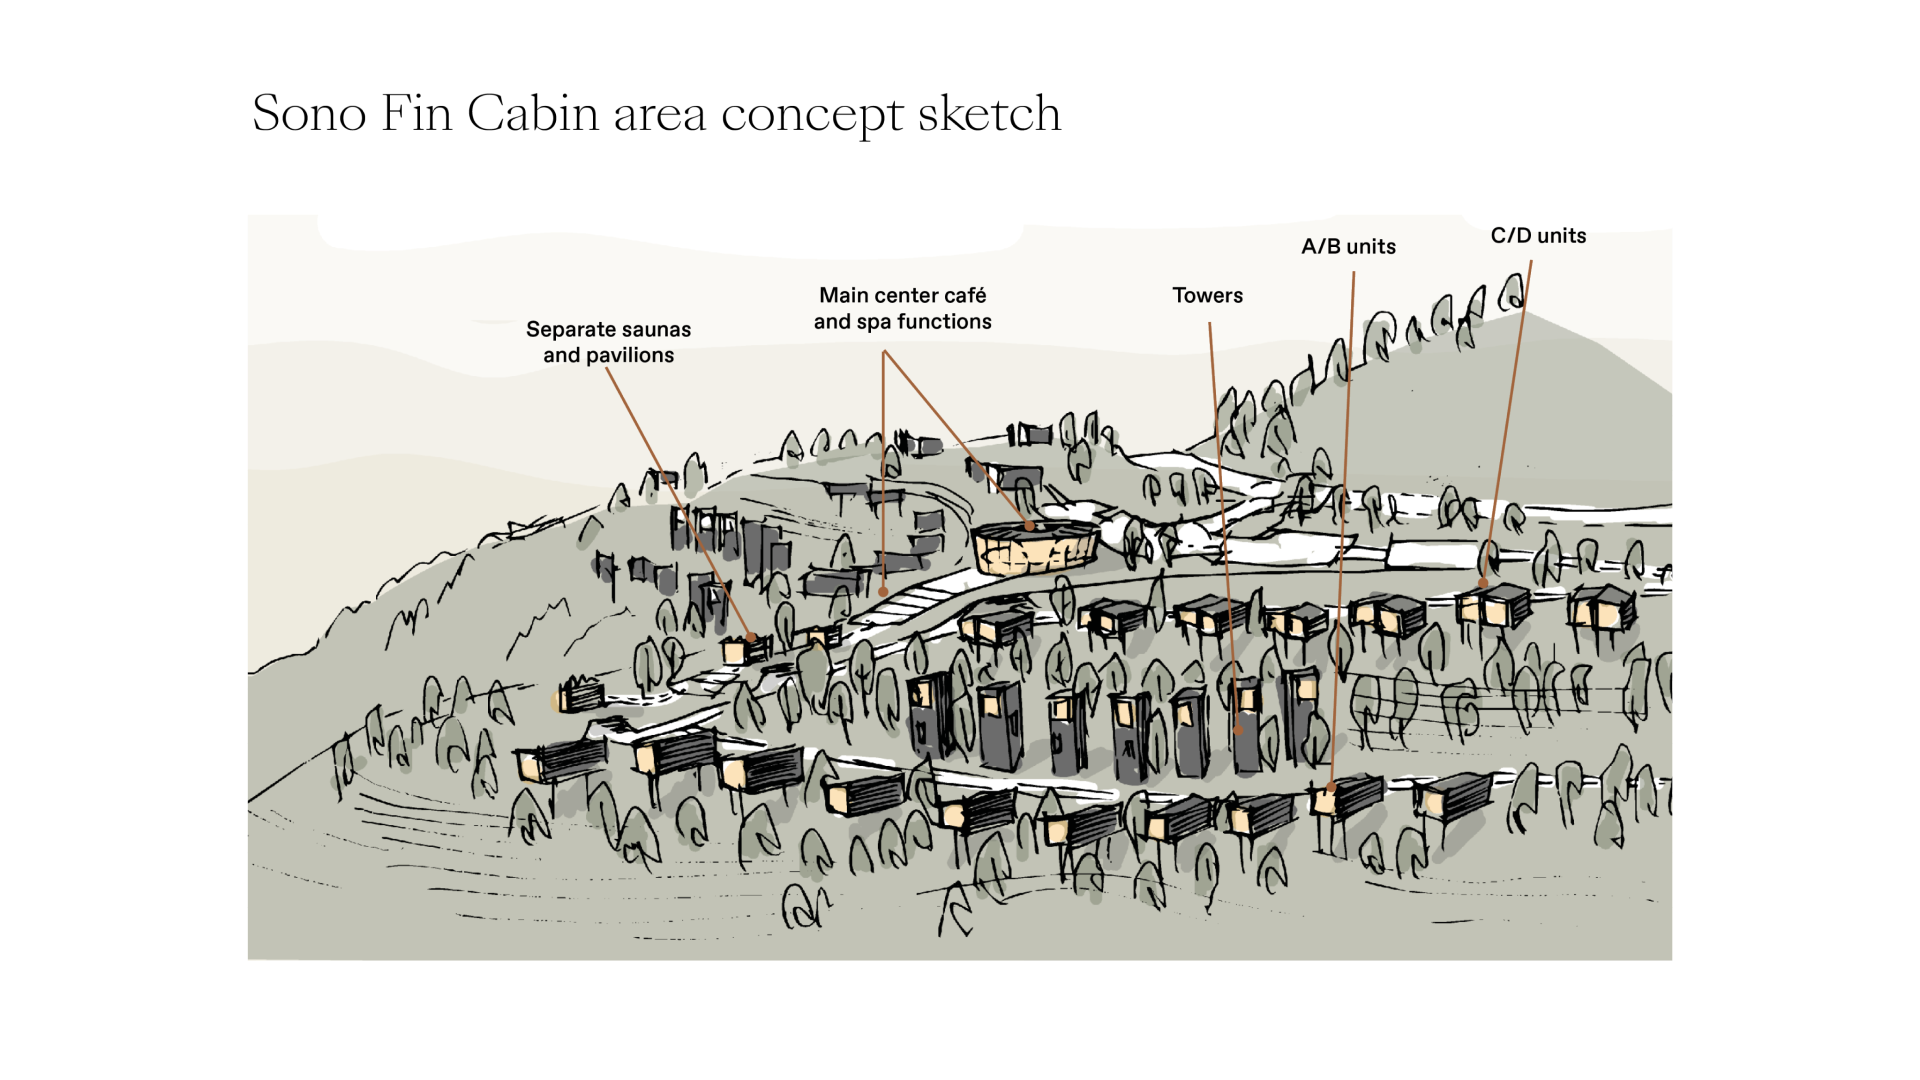 Sono Fin Cabin area concept sketch
C/D units
A/B units
Main center café
and spa functions
Towers
Separate saunas
and pavilions